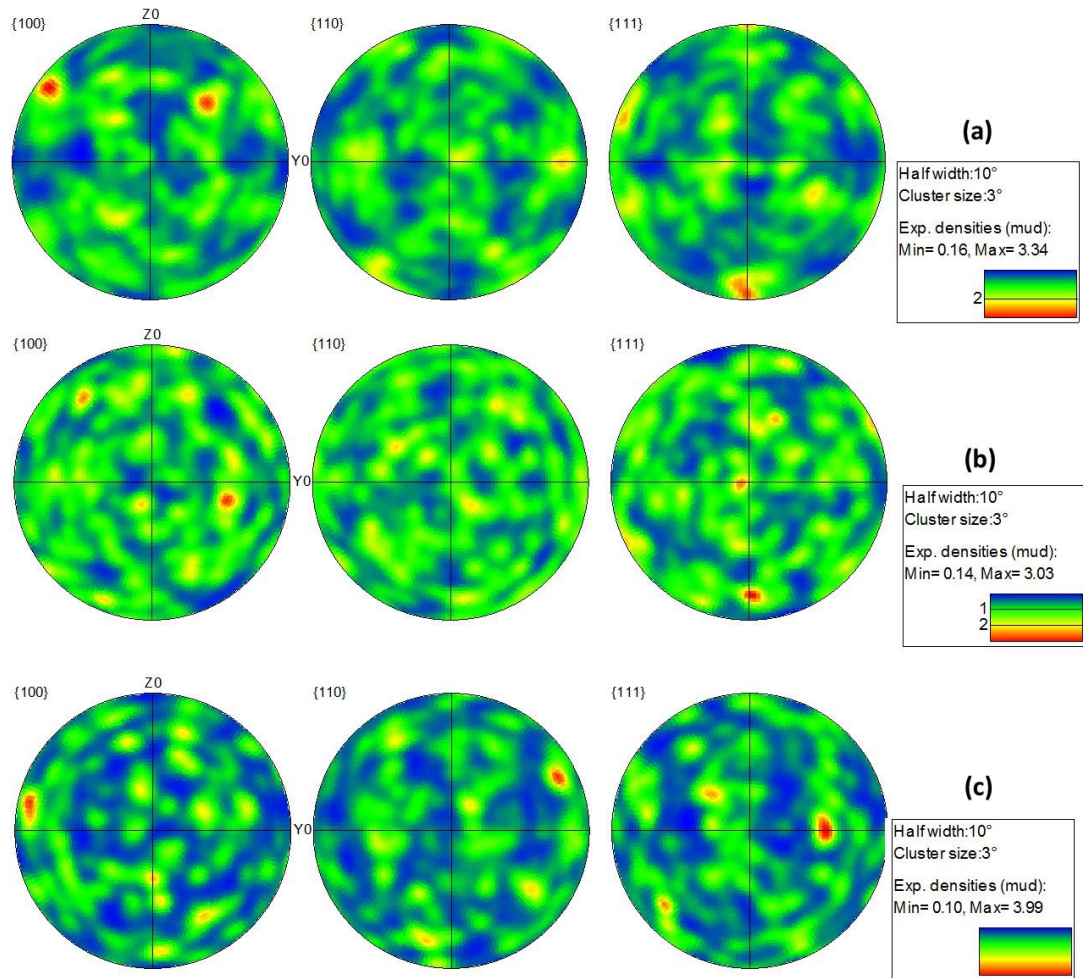 {100}
Z0
{110}
{111}
Y0
(a)
Half width:10°
Cluster size:3°
Exp. densities (mud):
Min= 0.16, Max= 3.34
2
{100}
Z0
{110}
{111}
Y0
(b)
Half width:10°
Cluster size:3°
Exp. densities (mud):
Min= 0.14, Max= 3.03
1
2
{100}
Z0
{110}
{111}
Y0
(c)
Half width:10°
Cluster size:3°
Exp. densities (mud):
Min= 0.10, Max= 3.99